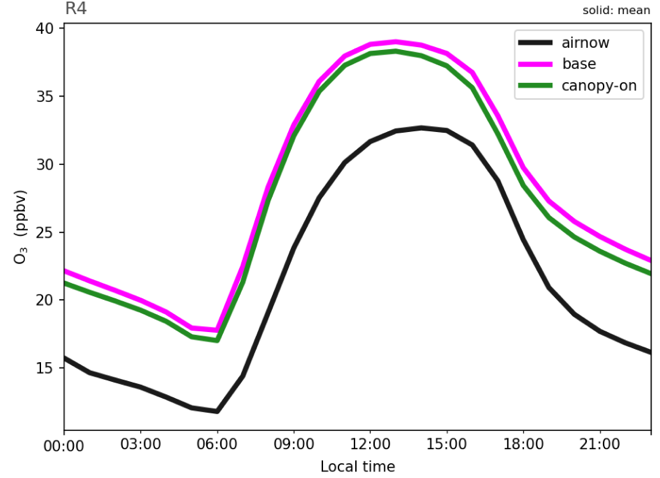 R4
solid: mean
40
35
30
25
20
15
O₃ (ppbv)
airnow
base
canopy-on
00:00 03:00 06:00 09:00 12:00 15:00 18:00 21:00
Local time